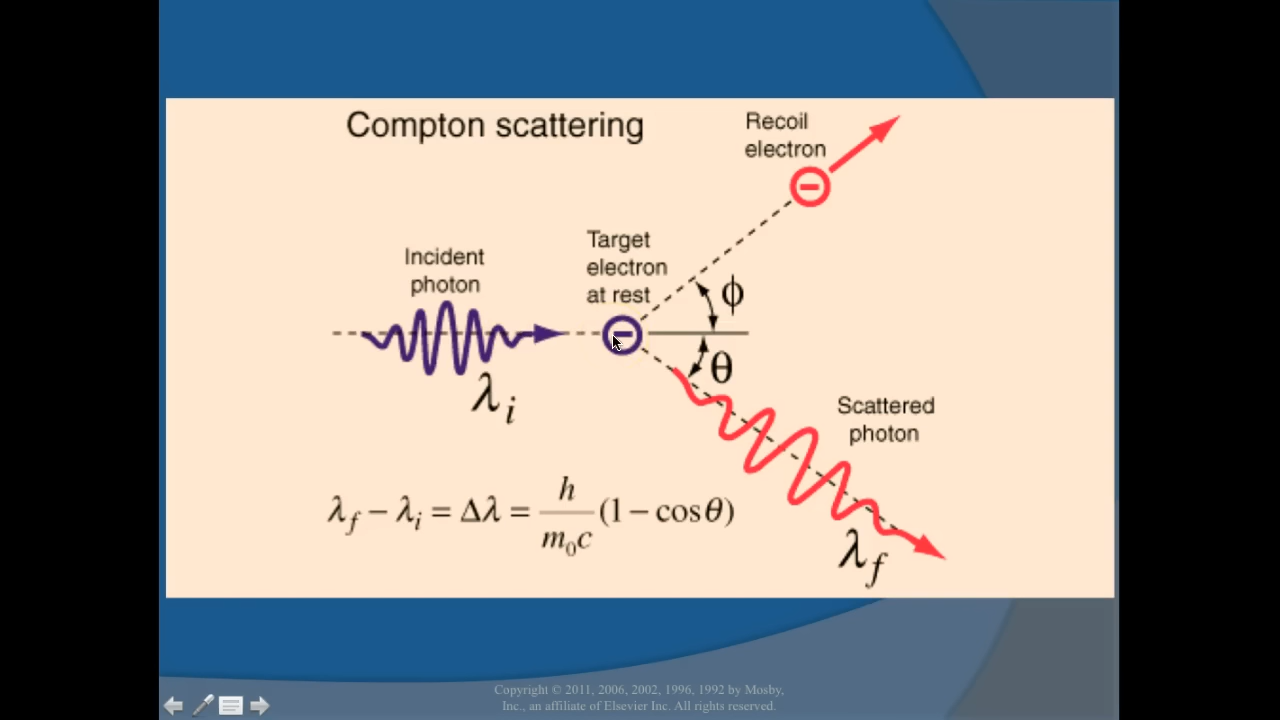 Compton scattering
Recoil
electron
Target
electron
at rest
Incident
photon
ϕ
θ
λi
Scattered
photon
λf − λi = Δλ = h/m₀c (1 − cosθ)
λf
Copyright © 2011, 2006, 2002, 1996, 1992 by Mosby,
Inc., an affiliate of Elsevier Inc. All rights reserved.